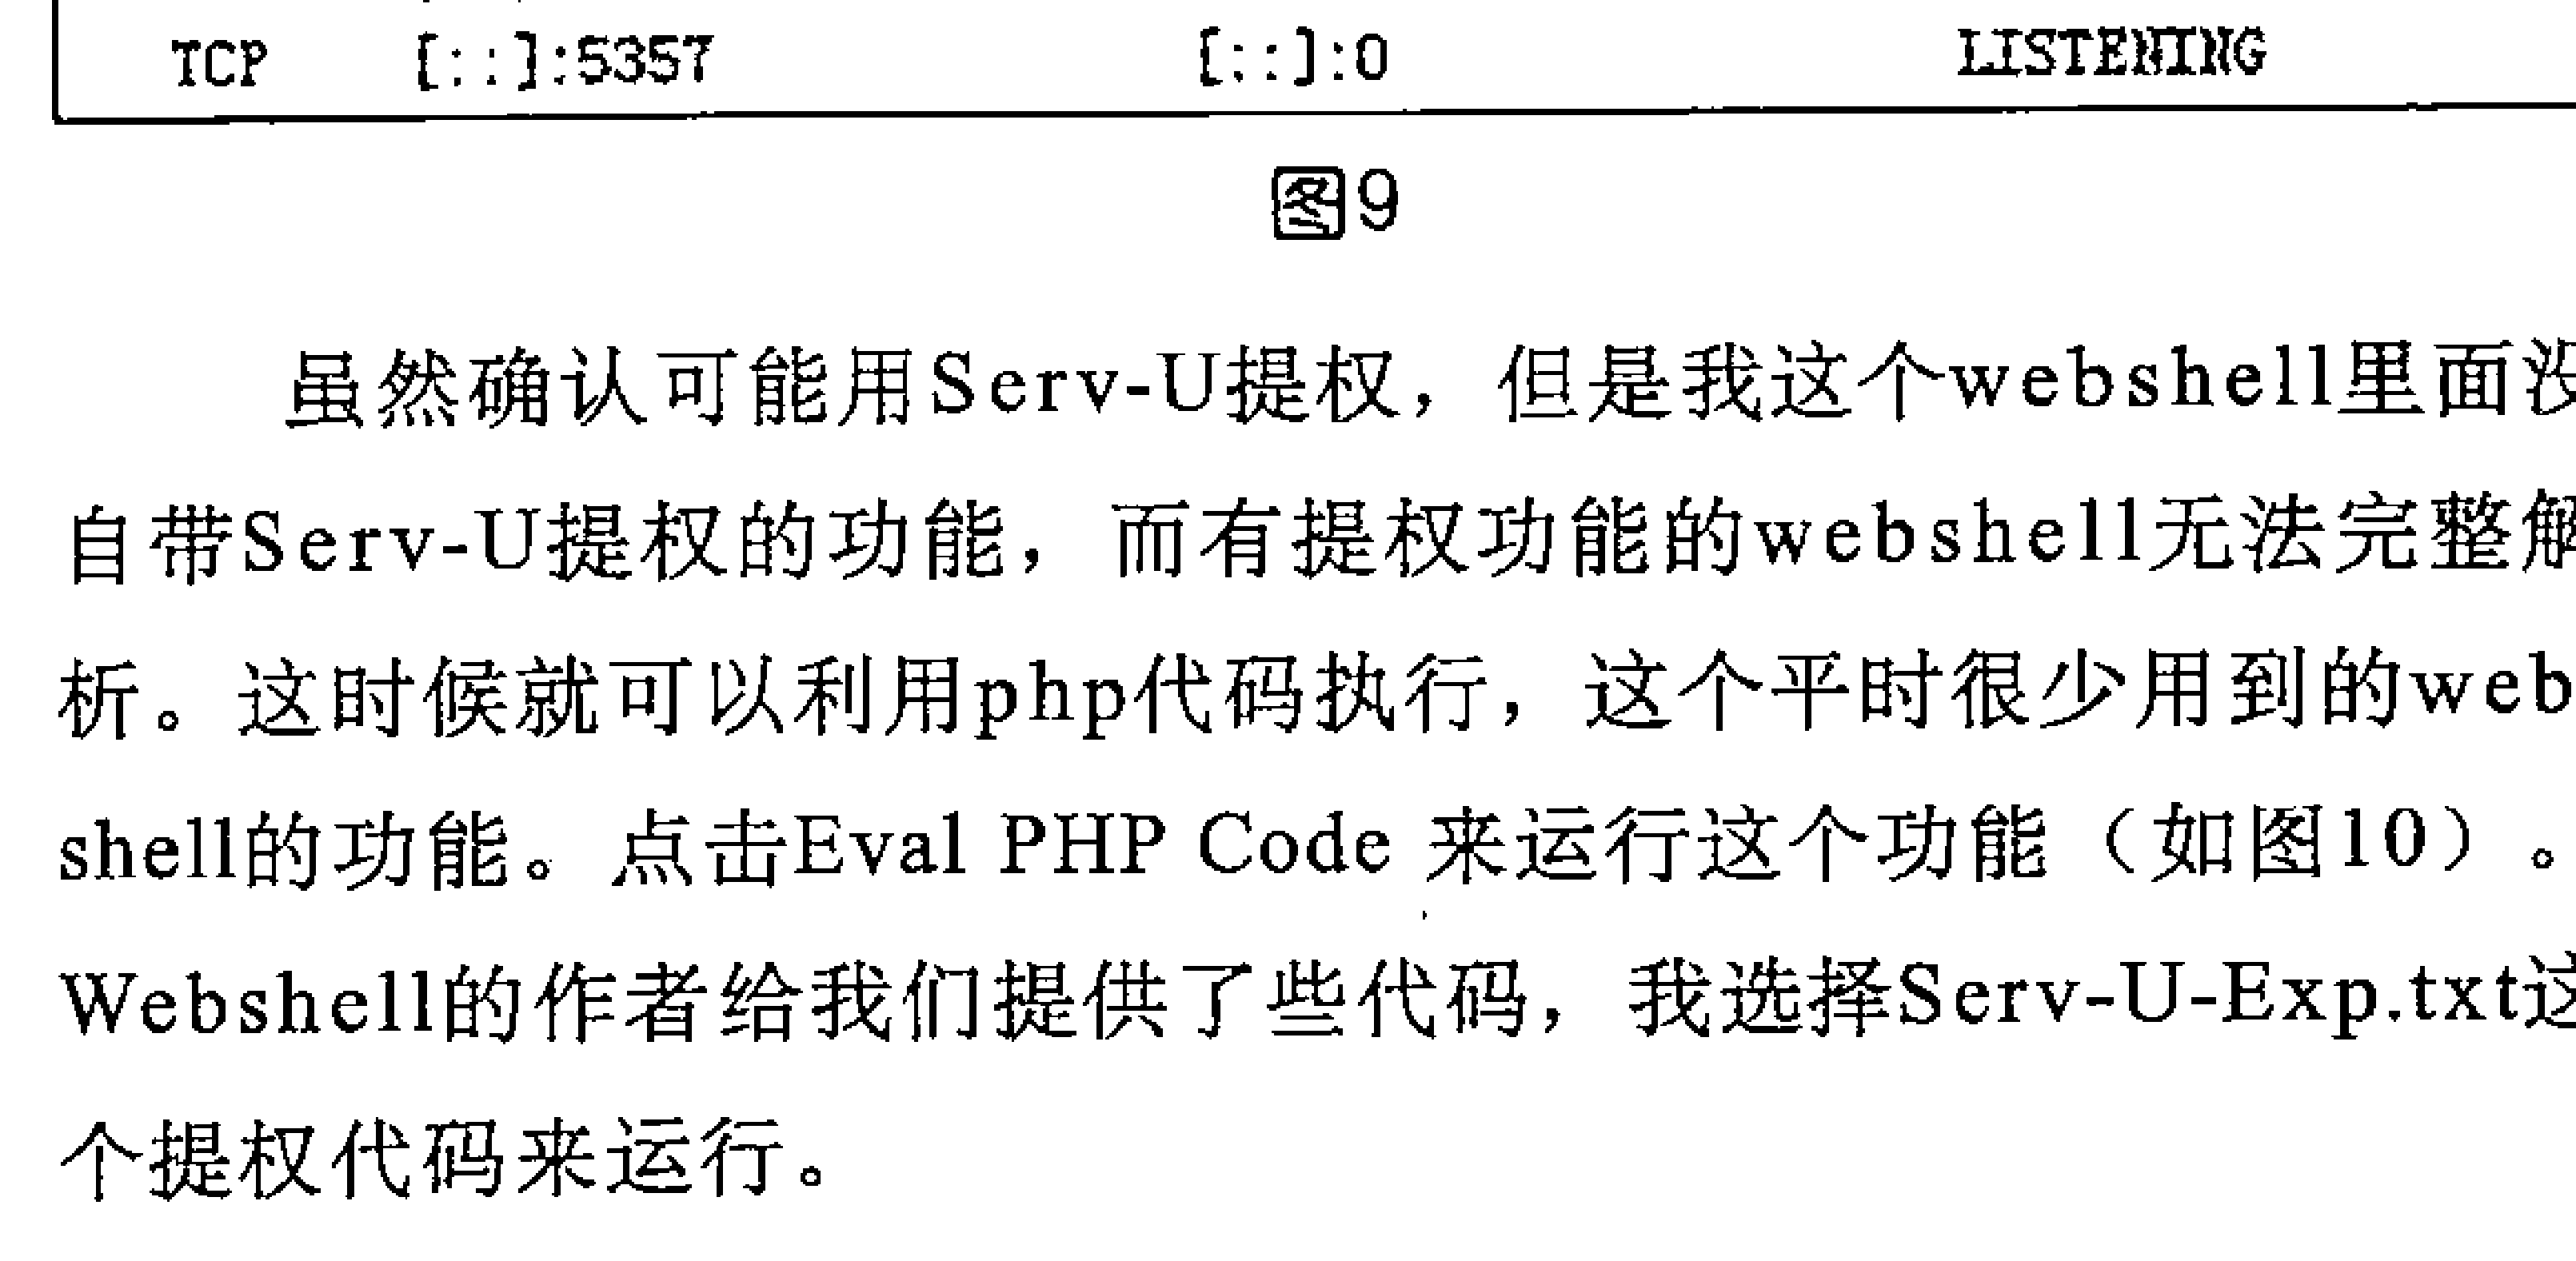 TCP [::]:5357 [::]:0 LISTENING
图9
虽然确认可能用Serv-U提权，但是我这个webshell里面没
自带Serv-U提权的功能，而有提权功能的webshell无法完整解
析。这时候就可以利用php代码执行，这个平时很少用到的web
shell的功能。点击Eval PHP Code 来运行这个功能（如图10）。
Webshell的作者给我们提供了些代码，我选择Serv-U-Exp.txt这
个提权代码来运行。